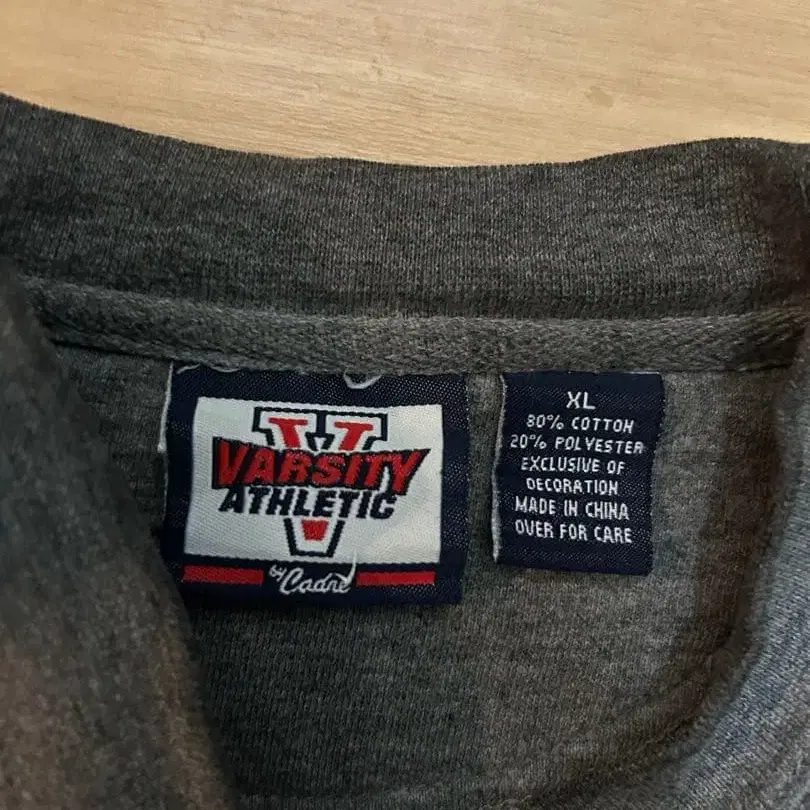 V
VARSITY
ATHLETIC
by Cadre
XL
80% COTTON
20% POLYESTER
EXCLUSIVE OF
DECORATION
MADE IN CHINA
OVER FOR CARE